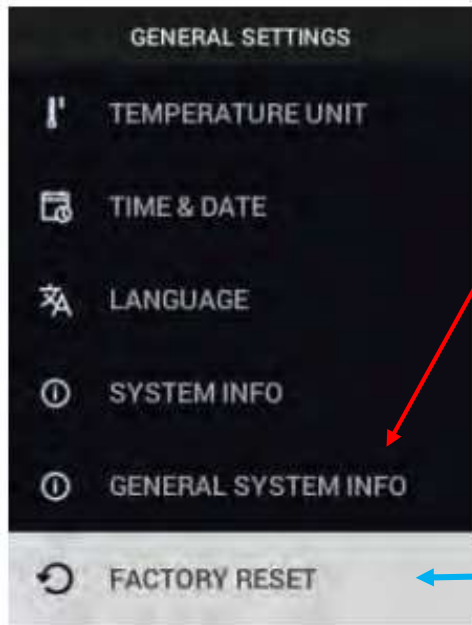 GENERAL SETTINGS
TEMPERATURE UNIT
TIME & DATE
LANGUAGE
SYSTEM INFO
GENERAL SYSTEM INFO
FACTORY RESET